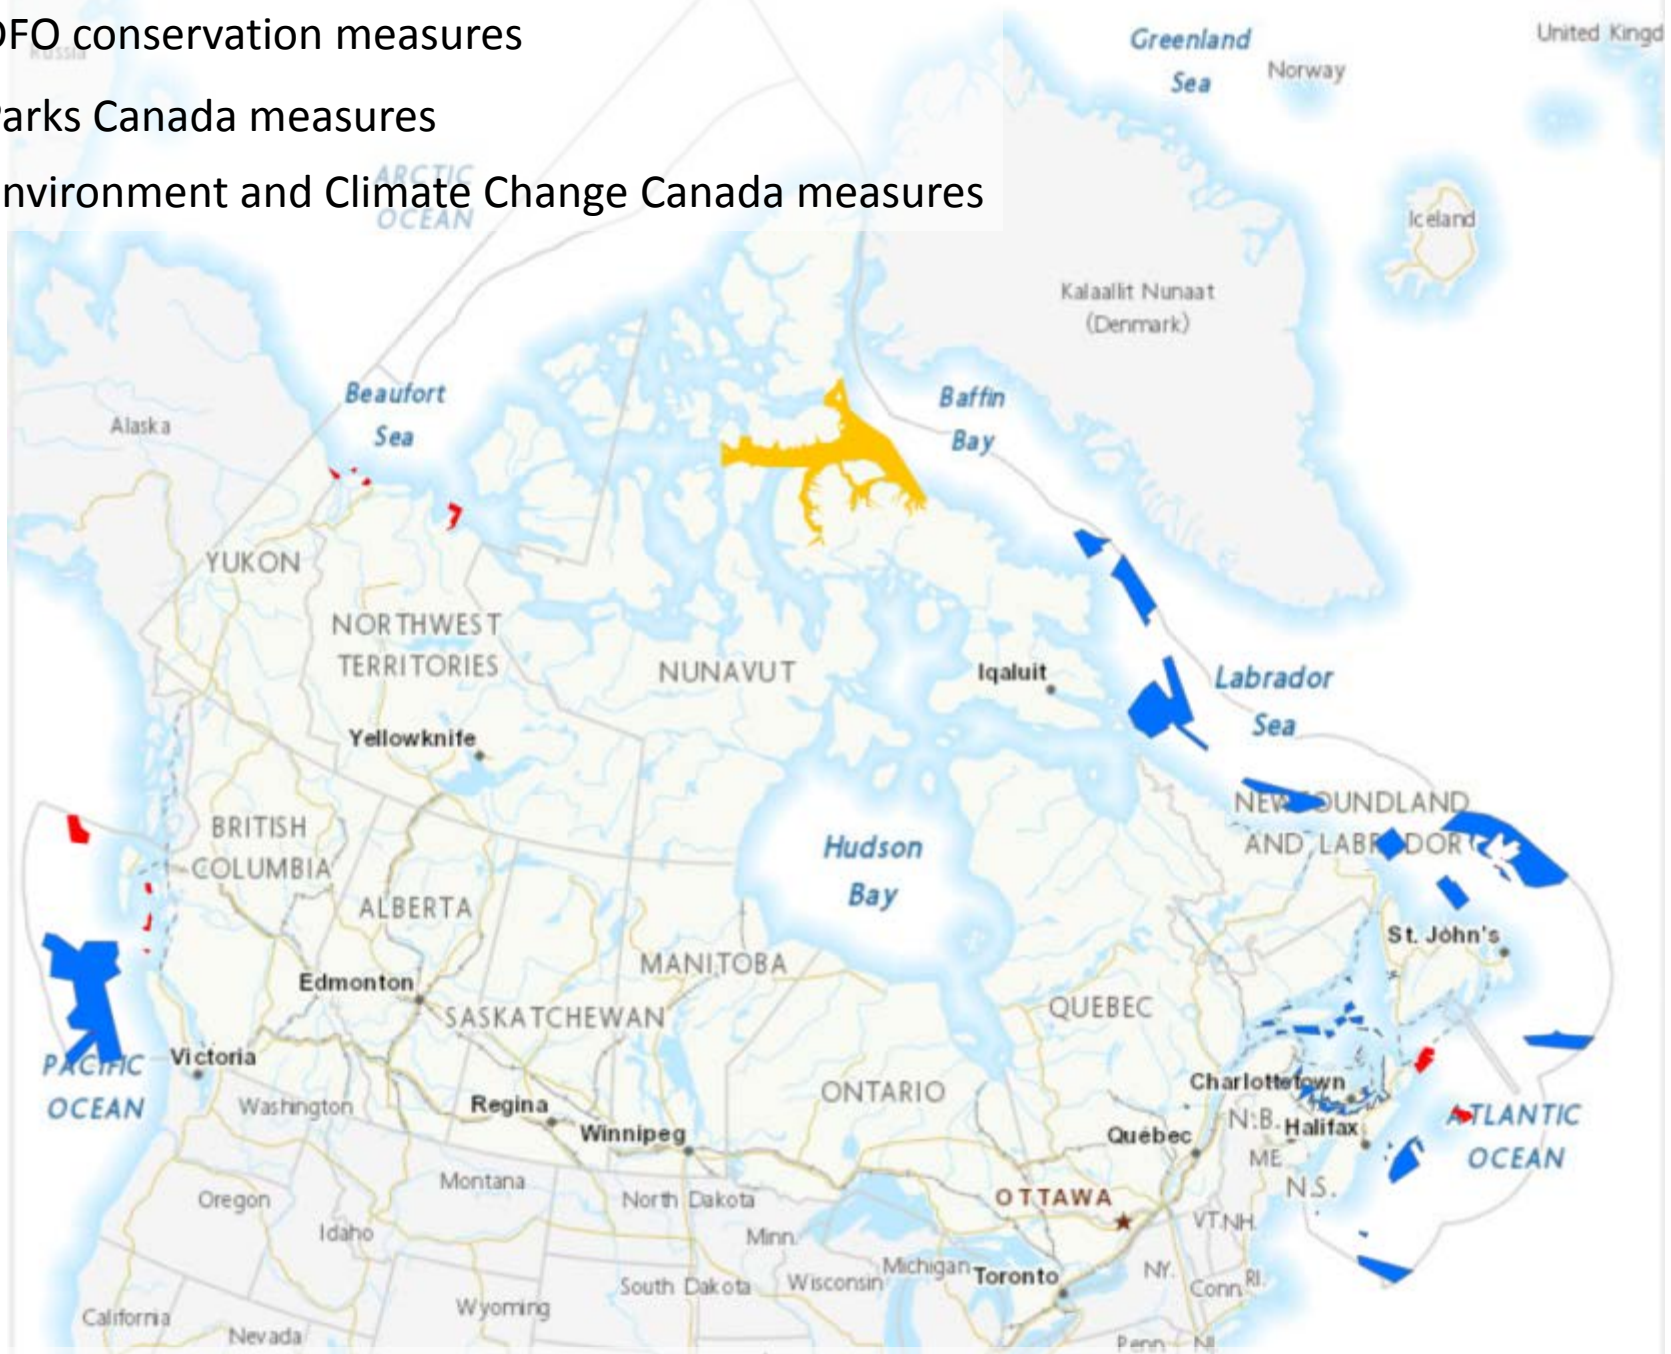 DFO conservation measures
Russia
Parks Canada measures
nvironment and Climate Change Canada measures
ARCTIC
OCEAN
Greenland
Sea
Norway
United Kingd
Iceland
Kalaallit Nunaat
(Denmark)
Beaufort
Sea
Baffin
Bay
Alaska
YUKON
NORTHWEST
TERRITORIES
NUNAVUT
Iqaluit
Labrador
Sea
Yellowknife
BRITISH
COLUMBIA
ALBERTA
Hudson
Bay
NEWFOUNDLAND
AND LABRADOR
St. John's
Edmonton
MANITOBA
SASKATCHEWAN
QUEBEC
PACIFIC
OCEAN
Victoria
Washington
Regina
Winnipeg
ONTARIO
Charlottetown
N.B.
Halifax
ATLANTIC
OCEAN
Québec
ME
N.S.
Montana
Oregon
Idaho
North Dakota
OTTAWA
VT.
NH.
Minn.
South Dakota
Wisconsin
Michigan
Toronto
NY.
Conn
RI.
Wyoming
California
Nevada
Penn
NJ